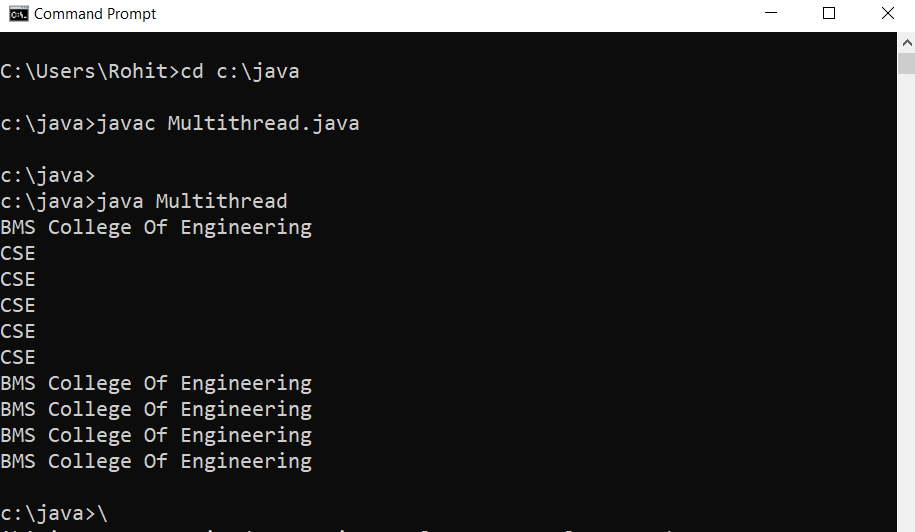 Command Prompt
C:\Users\Rohit>cd c:\java
c:\java>javac Multithread.java
c:\java>
c:\java>java Multithread
BMS College Of Engineering
CSE
CSE
CSE
CSE
CSE
BMS College Of Engineering
BMS College Of Engineering
BMS College Of Engineering
BMS College Of Engineering
c:\java>\